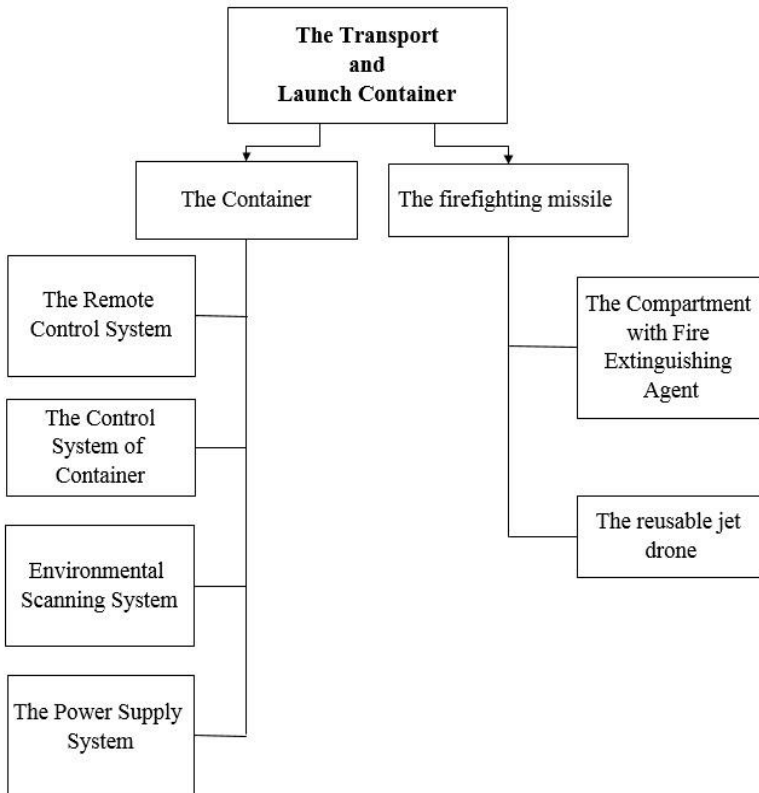 The Transport
and
Launch Container
The Container
The firefighting missile
The Remote
Control System
The Control
System of
Container
Environmental
Scanning System
The Power Supply
System
The Compartment
with Fire
Extinguishing
Agent
The reusable jet
drone